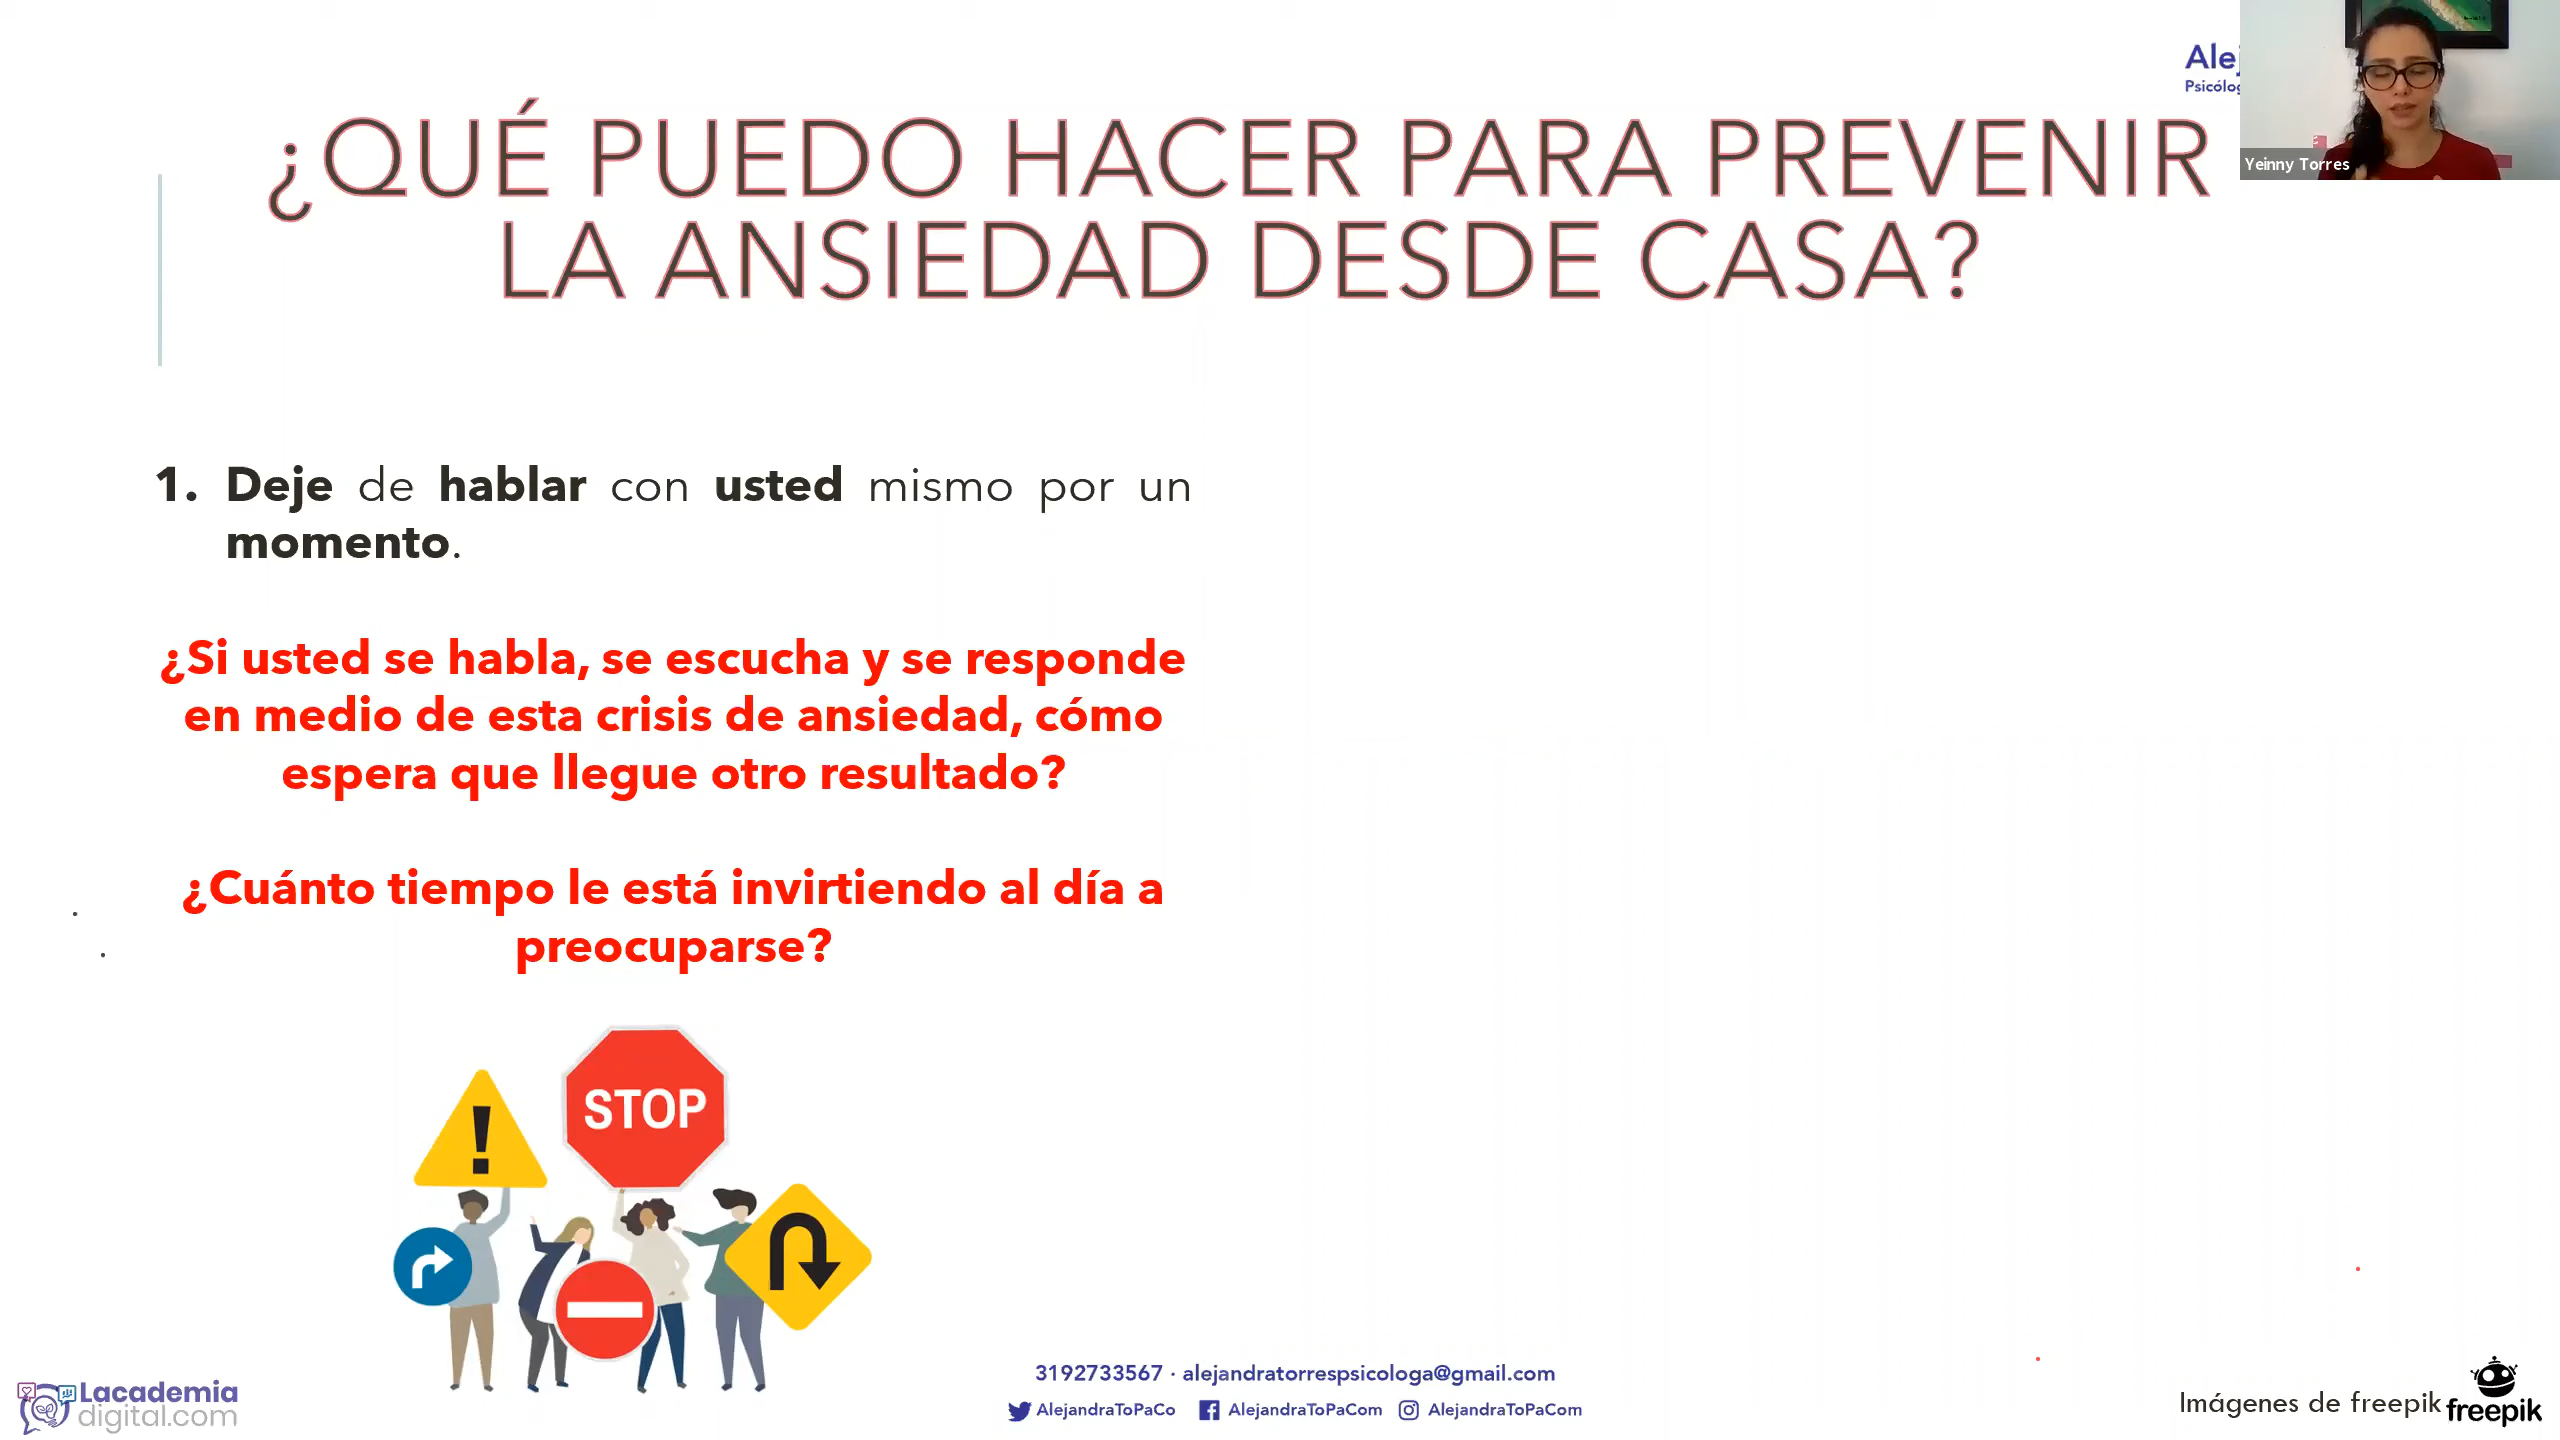 Yeinny Torres
¿QUÉ PUEDO HACER PARA PREVENIR
LA ANSIEDAD DESDE CASA?
1. Deje de hablar con usted mismo por un
momento.
¿Si usted se habla, se escucha y se responde
en medio de esta crisis de ansiedad, cómo
espera que llegue otro resultado?
¿Cuánto tiempo le está invirtiendo al día a
preocuparse?
!
STOP
Lacademia
digital.com
3192733567 · alejandratorrespsicologa@gmail.com
AlejandraToPaCo AlejandraToPaCom AlejandraToPaCom
Imágenes de freepik
freepik